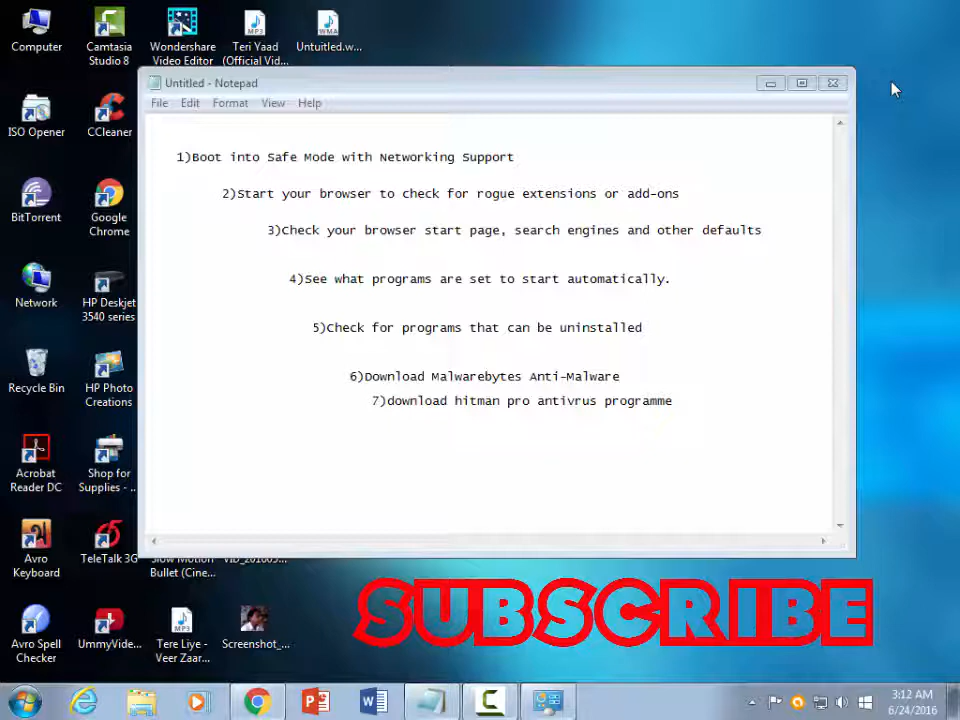 Computer
Camtasia Studio 8
Wondershare Video Editor
Teri Yaad (Official Vid...
Untuitled.w...
Untitled - Notepad
File Edit Format View Help
1)Boot into Safe Mode with Networking Support
2)Start your browser to check for rogue extensions or add-ons
3)Check your browser start page, search engines and other defaults
4)See what programs are set to start automatically.
5)Check for programs that can be uninstalled
6)Download Malwarebytes Anti-Malware
7)download hitman pro antivrus programme
ISO Opener
CCleaner
BitTorrent
Google Chrome
Network
HP Deskjet 3540 series
Recycle Bin
HP Photo Creations
Acrobat Reader DC
Shop for Supplies - ..
Avro Keyboard
TeleTalk 3G
Bullet (Cine...
Avro Spell Checker
UmmyVide...
Tere Liye - Veer Zaar...
Screenshot_...
SUBSCRIBE
3:12 AM
6/24/2016